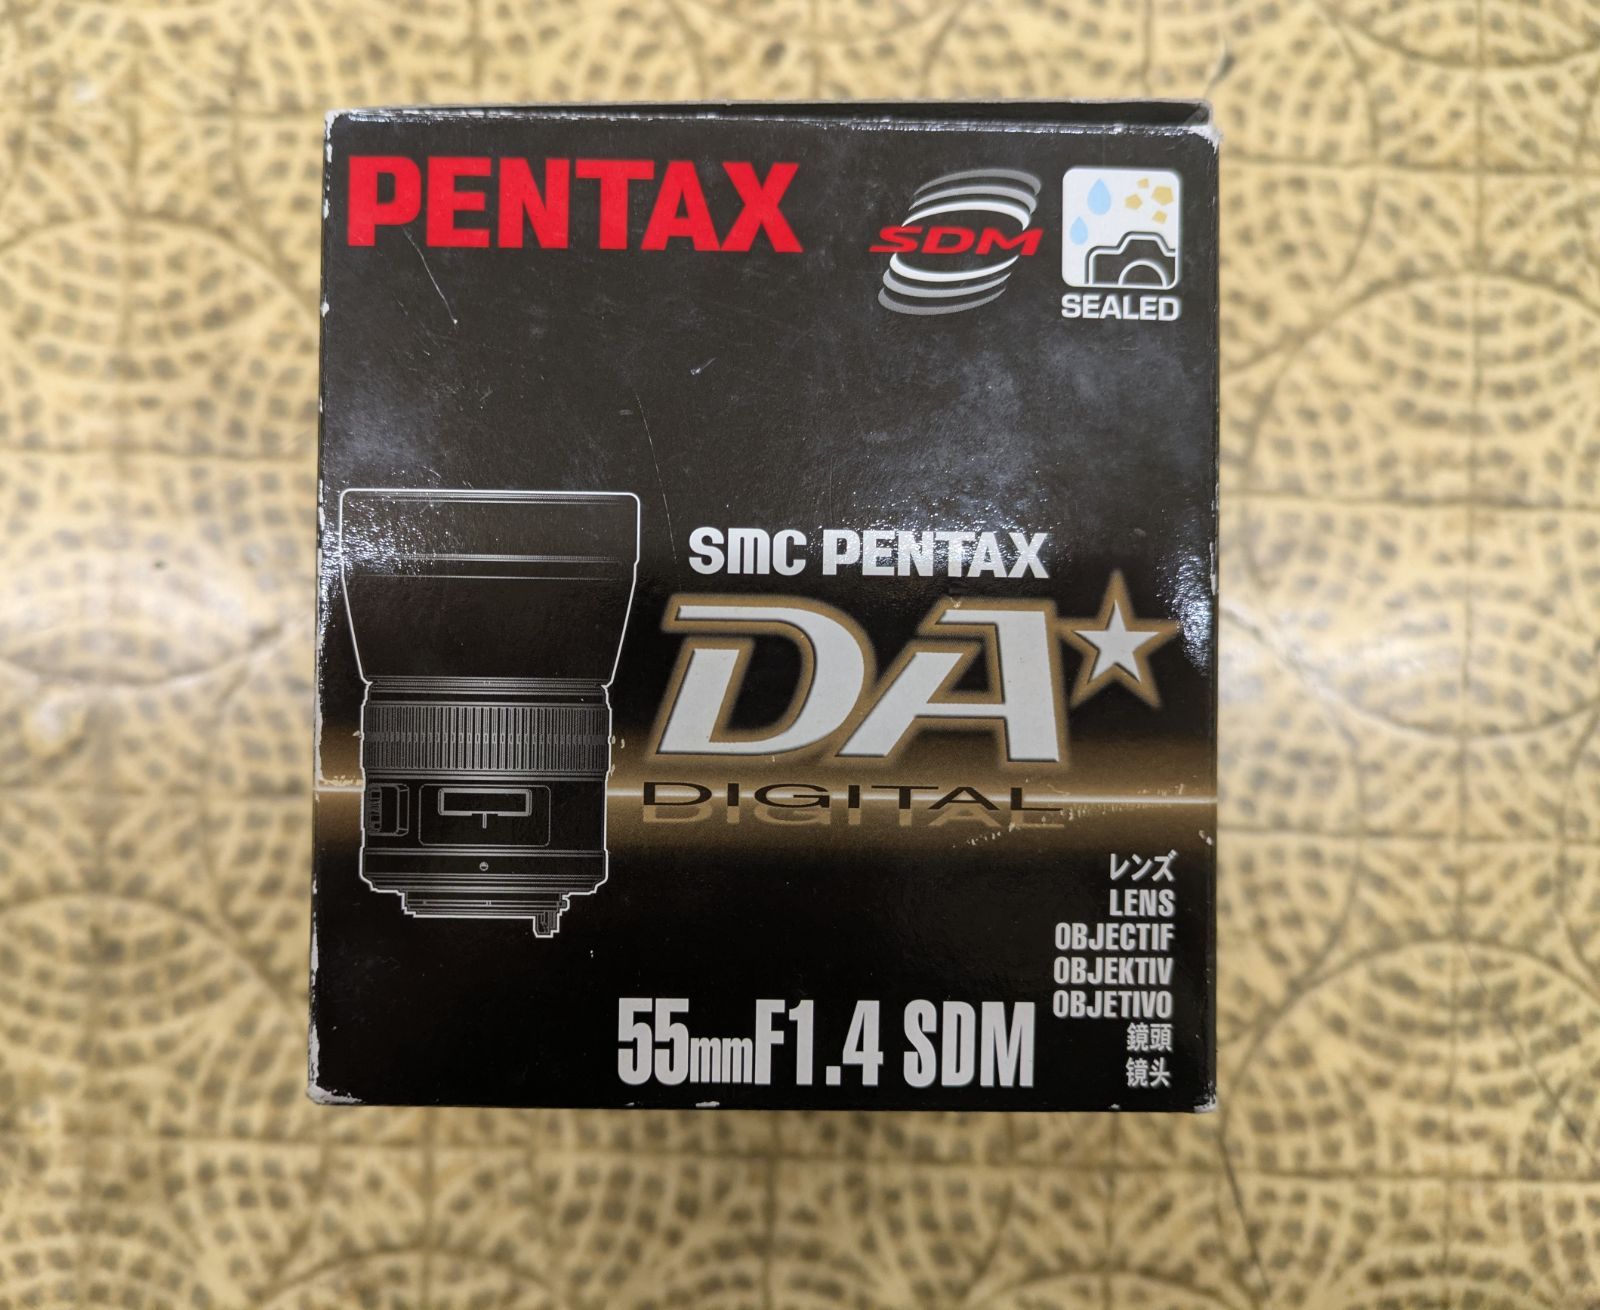 PENTAX
SDM
SEALED
smc PENTAX
DA★
DIGITAL
レンズ
LENS
OBJECTIF
OBJEKTIV
OBJETIVO
鏡頭
镜头
55mmF1.4 SDM